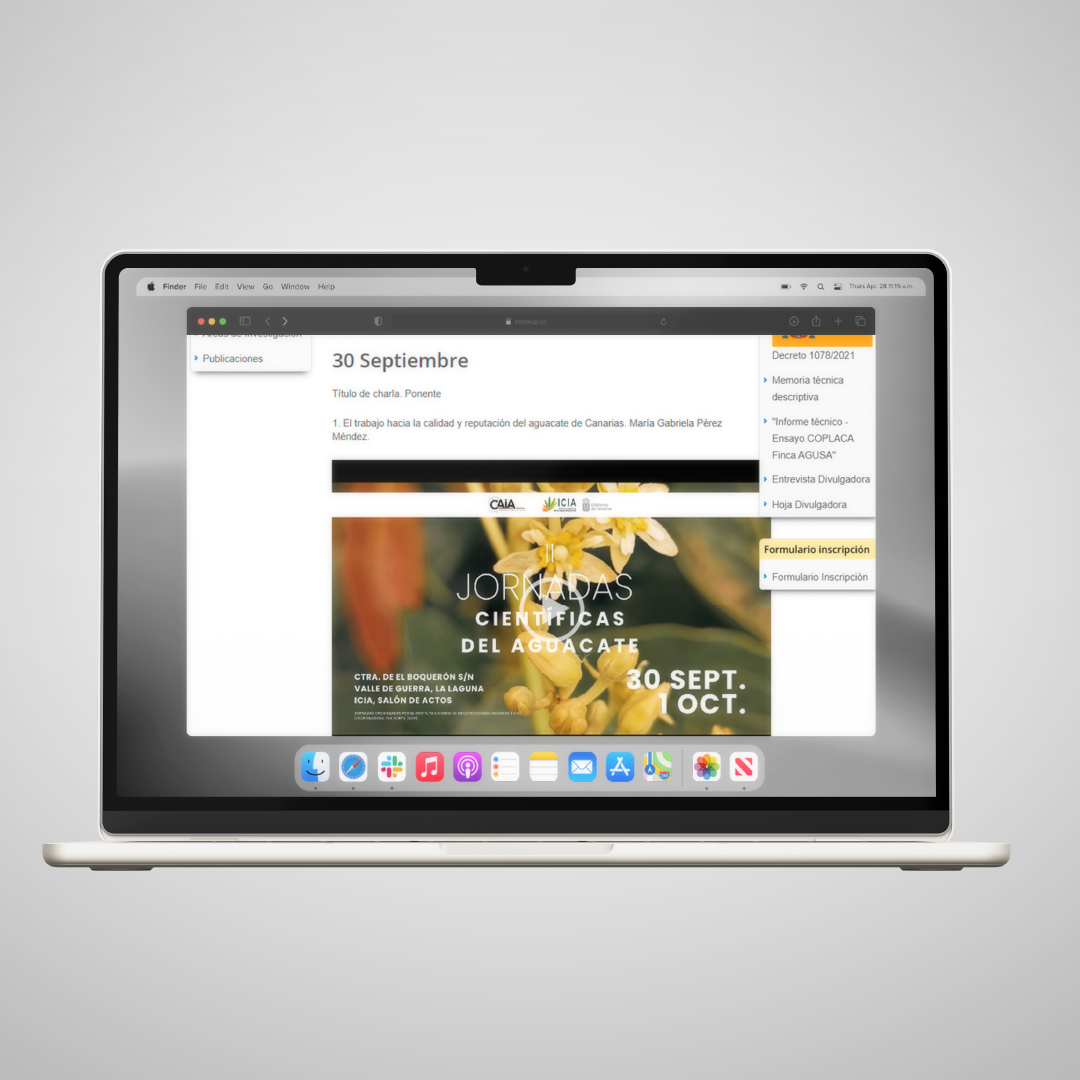 Finder File Edit View Go Window Help
Thurs Apr. 28 11:15 a.m.
mockup.cc
Áreas de Investigación
Publicaciones
30 Septiembre
Título de charla. Ponente
1. El trabajo hacia la calidad y reputación del aguacate de Canarias. María Gabriela Pérez
Méndez.
CAIA
ICIA
II
JORNADAS
CIENTÍFICAS
DEL AGUACATE
CTRA. DE EL BOQUERÓN S/N
VALLE DE GUERRA, LA LAGUNA
ICIA, SALÓN DE ACTOS
30 SEPT.
1 OCT.
Decreto 1078/2021
Memoria técnica
descriptiva
"Informe técnico -
Ensayo COPLACA
Finca AGUSA"
Entrevista Divulgadora
Hoja Divulgadora
Formulario inscripción
Formulario Inscripción